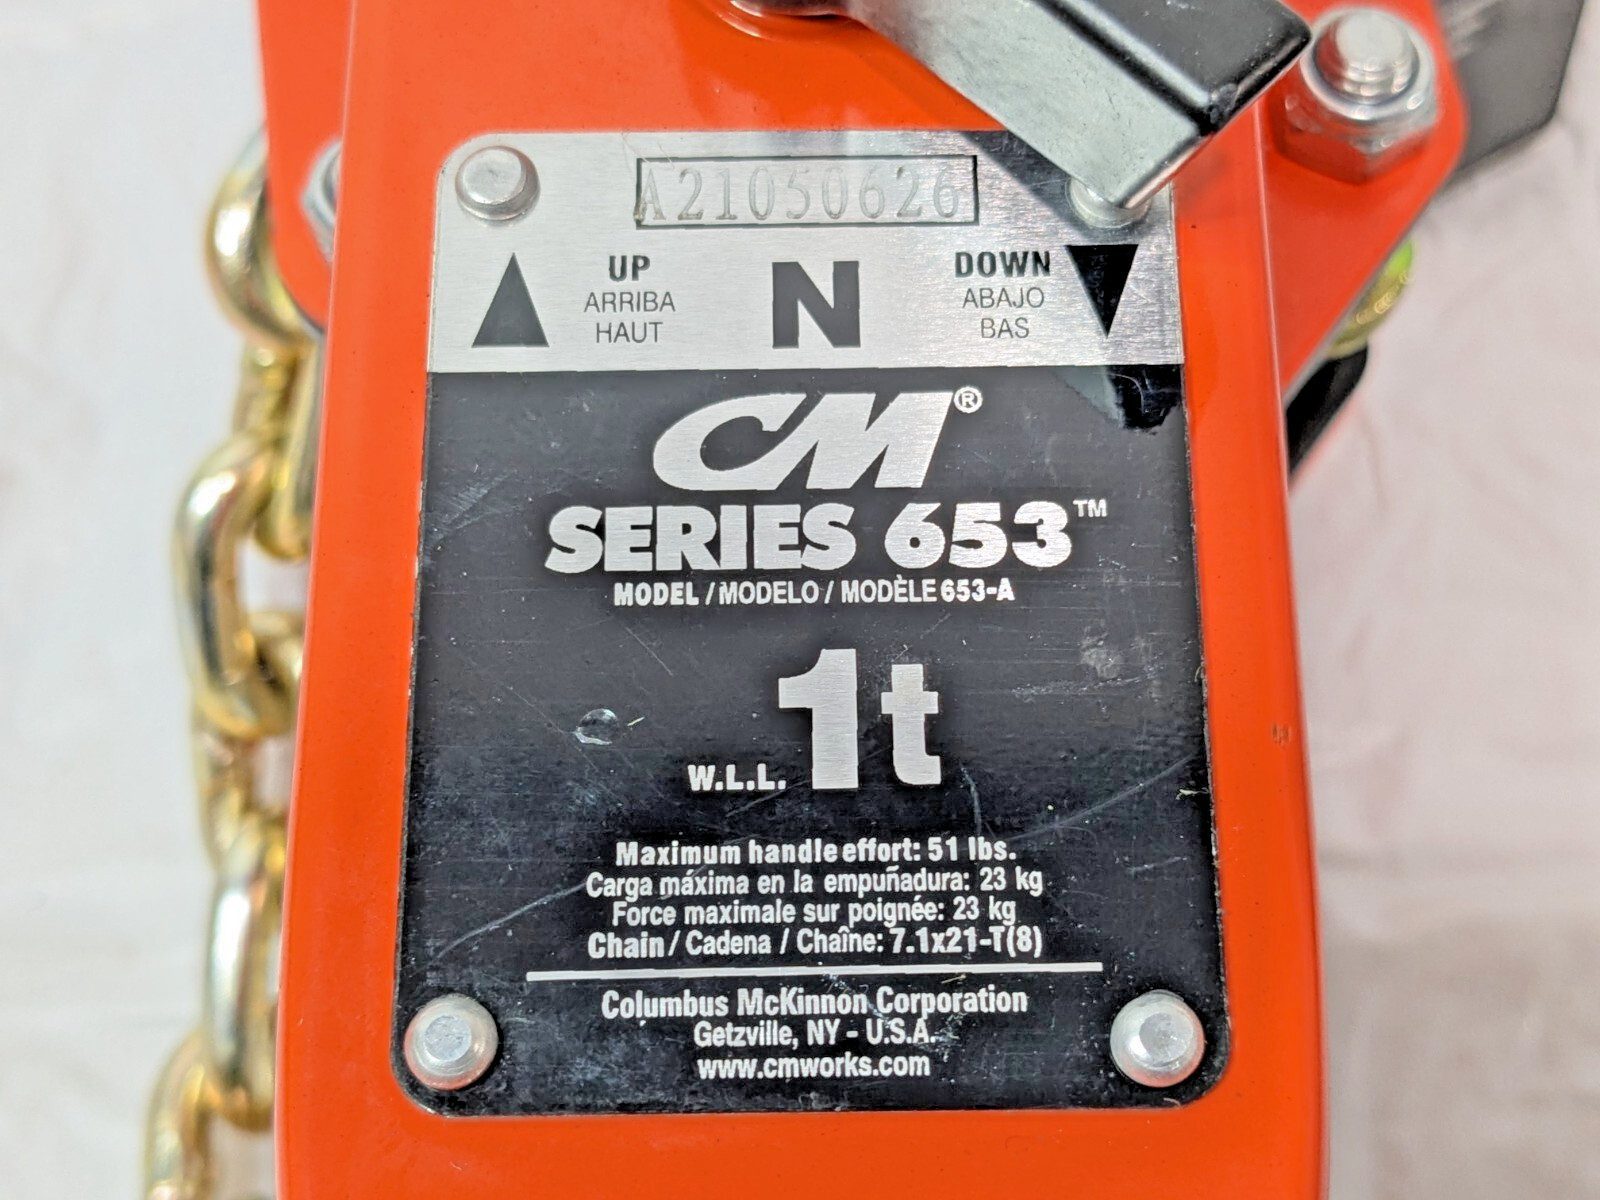 A21050626
UP N DOWN
ARRIBA ABAJO
HAUT BAS
CM®
SERIES 653™
MODEL / MODELO / MODÈLE 653-A
W.L.L. 1t
Maximum handle effort: 51 lbs.
Carga máxima en la empuñadura: 23 kg
Force maximale sur poignée: 23 kg
Chain / Cadena / Chaîne: 7.1x21-T(8)
Columbus McKinnon Corporation
Getzville, NY - U.S.A.
www.cmworks.com